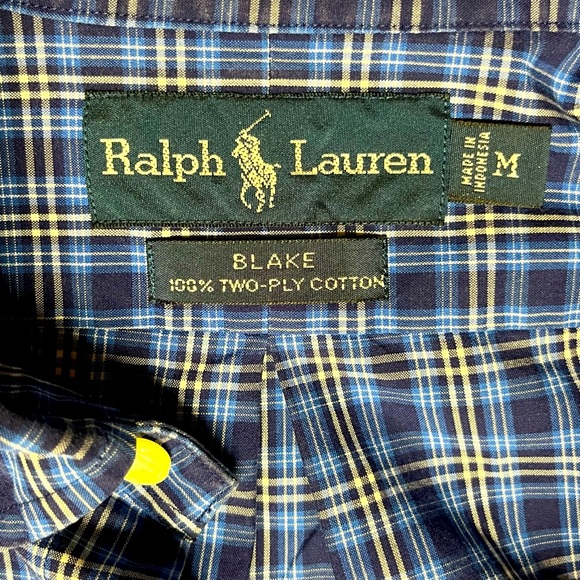 Ralph Lauren
MADE IN
INDONESIA
M
BLAKE
100% TWO-PLY COTTON